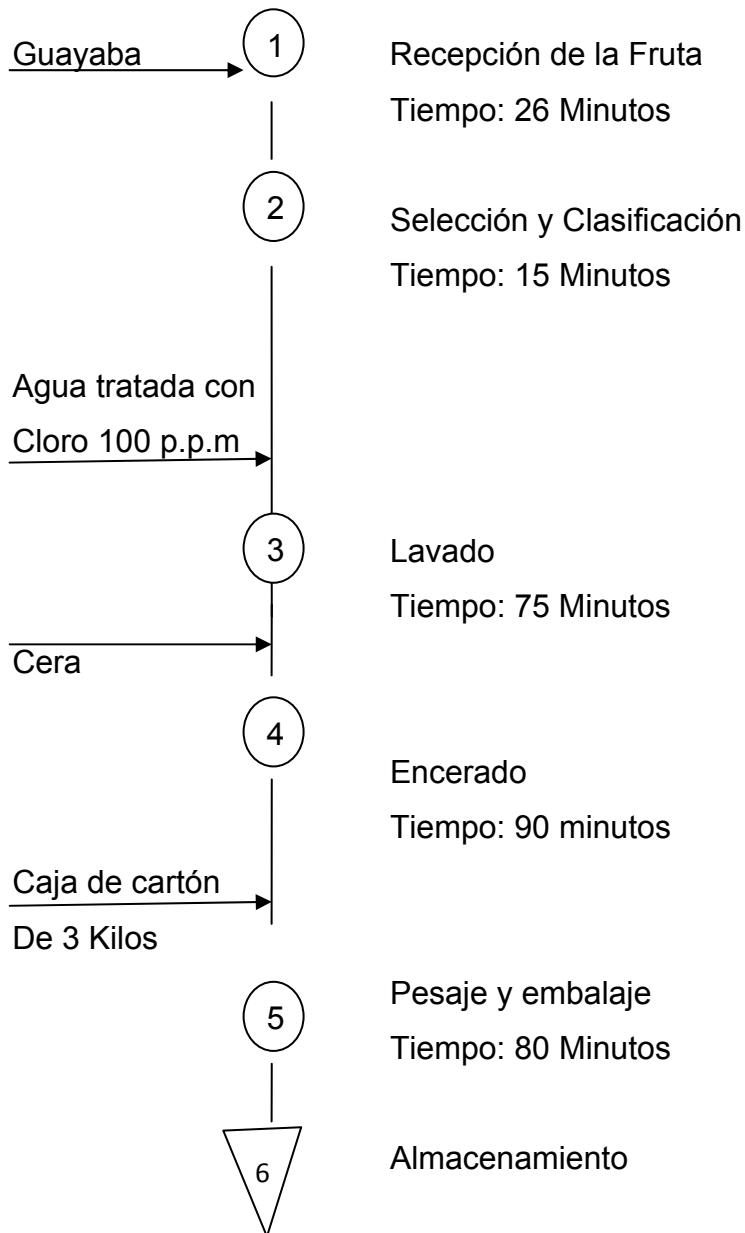 Guayaba
1
Recepción de la Fruta
Tiempo: 26 Minutos
2
Selección y Clasificación
Tiempo: 15 Minutos
Agua tratada con
Cloro 100 p.p.m
3
Lavado
Tiempo: 75 Minutos
Cera
4
Encerado
Tiempo: 90 minutos
Caja de cartón
De 3 Kilos
5
Pesaje y embalaje
Tiempo: 80 Minutos
6
Almacenamiento